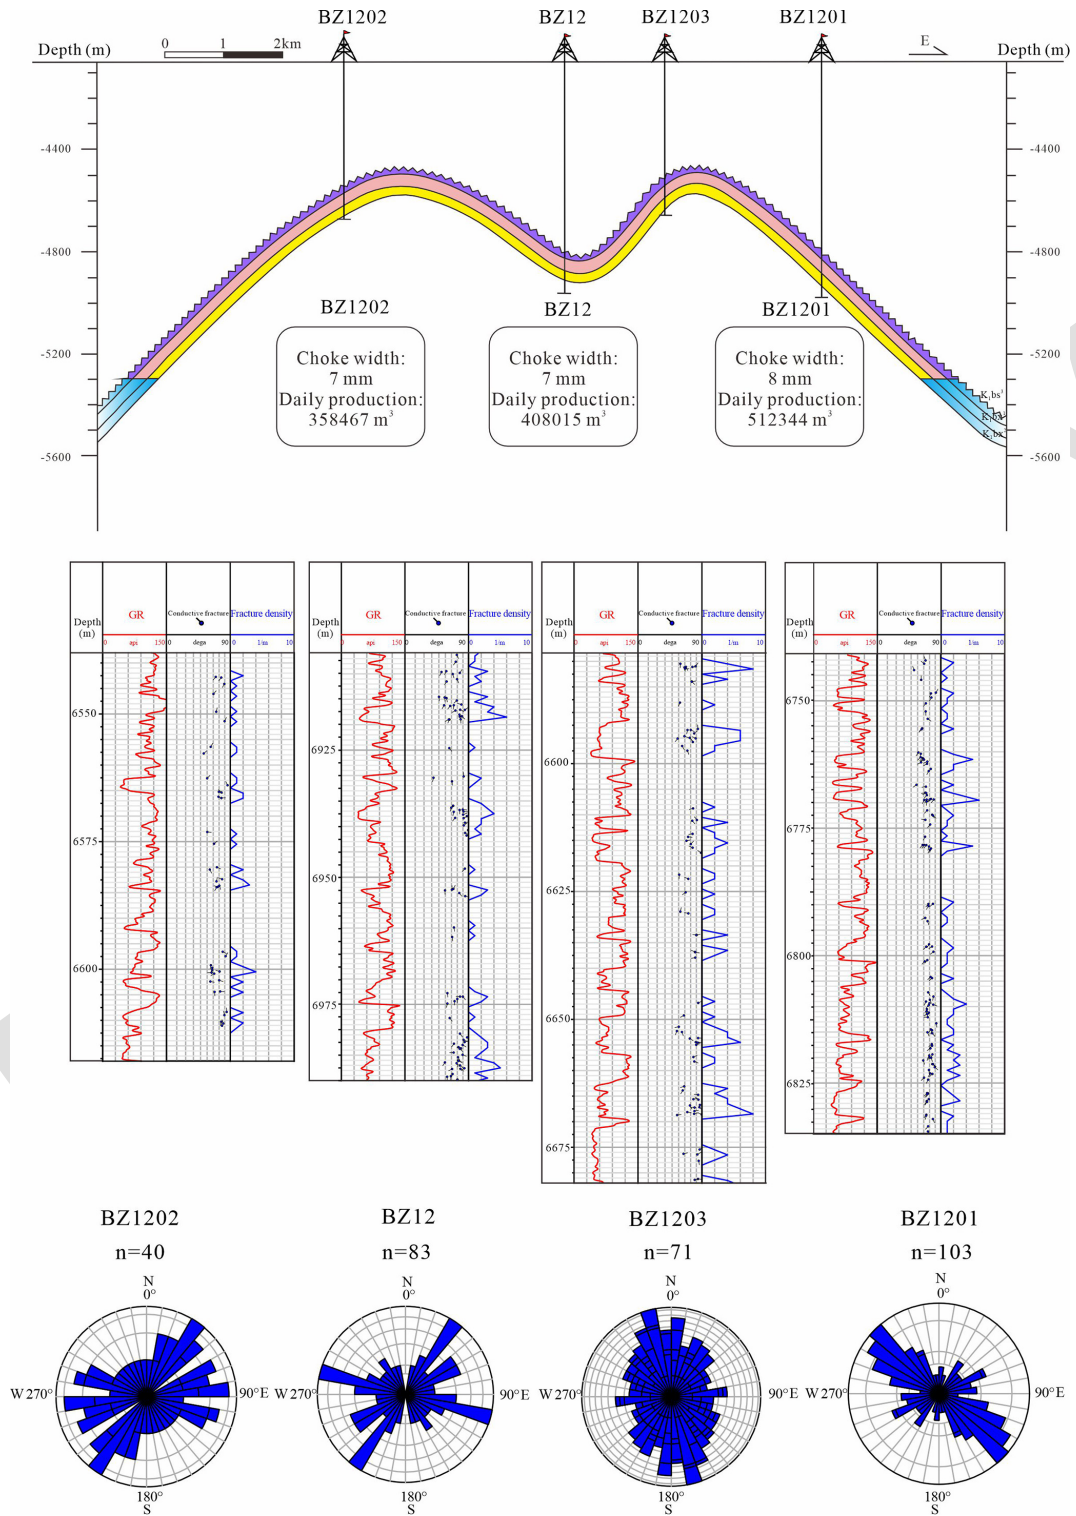 BZ1202 BZ12 BZ1203 BZ1201
Depth (m) 0 1 2km E Depth (m)
-4400 -4400
-4800 -4800
BZ1202 BZ12 BZ1201
Choke width: Choke width: Choke width:
7 mm 7 mm 8 mm
Daily production: Daily production: Daily production:
358467 m³ 408015 m³ 512344 m³
-5200 -5200
-5600 -5600
Depth (m) GR Conductive fracture Fracture density
0 api 150 0 dega 90 0 1/m 10
6550
6575
6600
Depth (m) GR Conductive fracture Fracture density
0 api 150 0 dega 90 0 1/m 10
6925
6950
6975
Depth (m) GR Conductive fracture Fracture density
0 api 150 0 dega 90 0 1/m 10
6600
6625
6650
6675
Depth (m) GR Conductive fracture Fracture density
0 api 150 0 dega 90 0 1/m 10
6750
6775
6800
6825
BZ1202 BZ12 BZ1203 BZ1201
n=40 n=83 n=71 n=103
N N N N
0° 0° 0° 0°
W 270° 90° E W 270° 90° E W 270° 90° E W 270° 90° E
180° 180° 180° 180°
S S S S